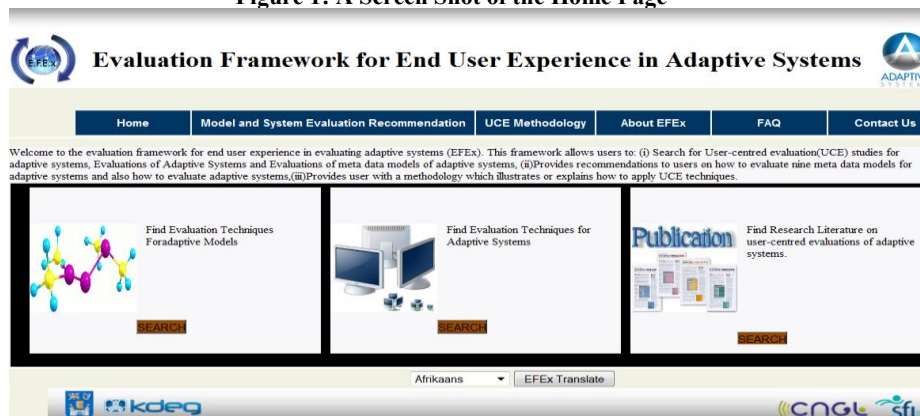 Figure 1: A Screen Shot of the Home Page
EFEx
Evaluation Framework for End User Experience in Adaptive Systems
Home
Model and System Evaluation Recommendation
UCE Methodology
About EFEx
FAQ
Contact Us
Welcome to the evaluation framework for end user experience in evaluating adaptive systems (EFEx). This framework allows users to: (i) Search for User-centred evaluation(UCE) studies for
adaptive systems, Evaluations of Adaptive Systems and Evaluations of meta data models of adaptive systems, (ii)Provides recommendations to users on how to evaluate nine meta data models for
adaptive systems and also how to evaluate adaptive systems,(iii)Provides user with a methodology which illustrates or explains how to apply UCE techniques.
Find Evaluation Techniques
Foradaptive Models
SEARCH
Find Evaluation Techniques for
Adaptive Systems
SEARCH
Publication
Find Research Literature on
user-centred evaluations of adaptive
systems.
SEARCH
Afrikaans
EFEx Translate
kdeg
CNGL
sfi